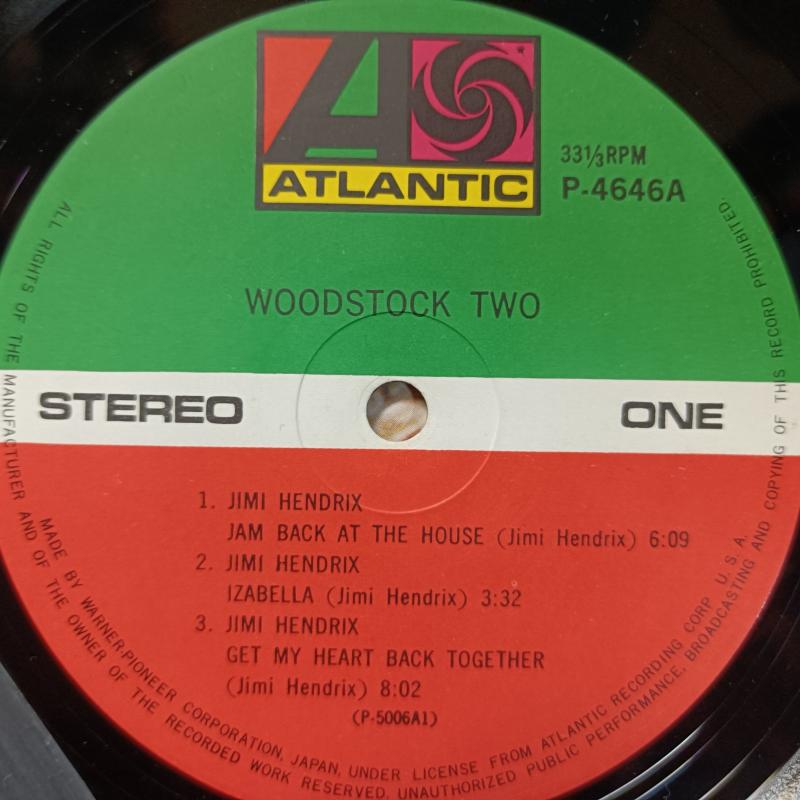 ATLANTIC
33⅓RPM
P-4646A
WOODSTOCK TWO
STEREO
ONE
1. JIMI HENDRIX
JAM BACK AT THE HOUSE (Jimi Hendrix) 6:09
2. JIMI HENDRIX
IZABELLA (Jimi Hendrix) 3:32
3. JIMI HENDRIX
GET MY HEART BACK TOGETHER
(Jimi Hendrix) 8:02
(P-5006A1)
MADE BY WARNER-PIONEER CORPORATION, JAPAN, UNDER LICENSE FROM ATLANTIC RECORDING CORP. U.S.A.
ALL RIGHTS OF THE MANUFACTURER AND OF THE OWNER OF THE RECORDED WORK RESERVED. UNAUTHORIZED PUBLIC PERFORMANCE, BROADCASTING AND COPYING OF THIS RECORD PROHIBITED.